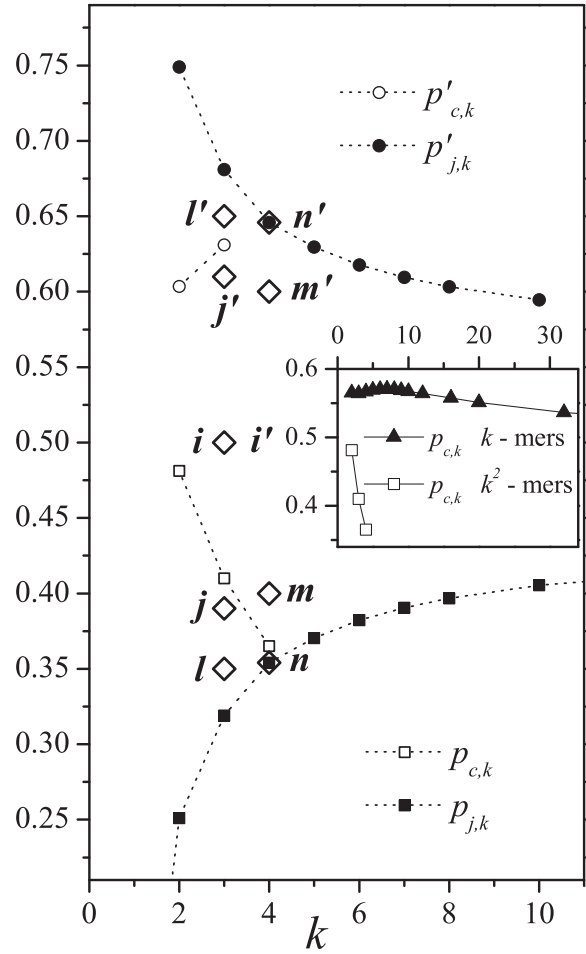 0.75
0.70
0.65
0.60
0.55
0.50
0.45
0.40
0.35
0.30
0.25
0 2 4 6 8 10
k
p'c,k
p'j,k
l' n'
j' m'
i i'
j m
l n
0 10 20 30
0.6
0.5
0.4
pc,k k - mers
pc,k k² - mers
pc,k
pj,k